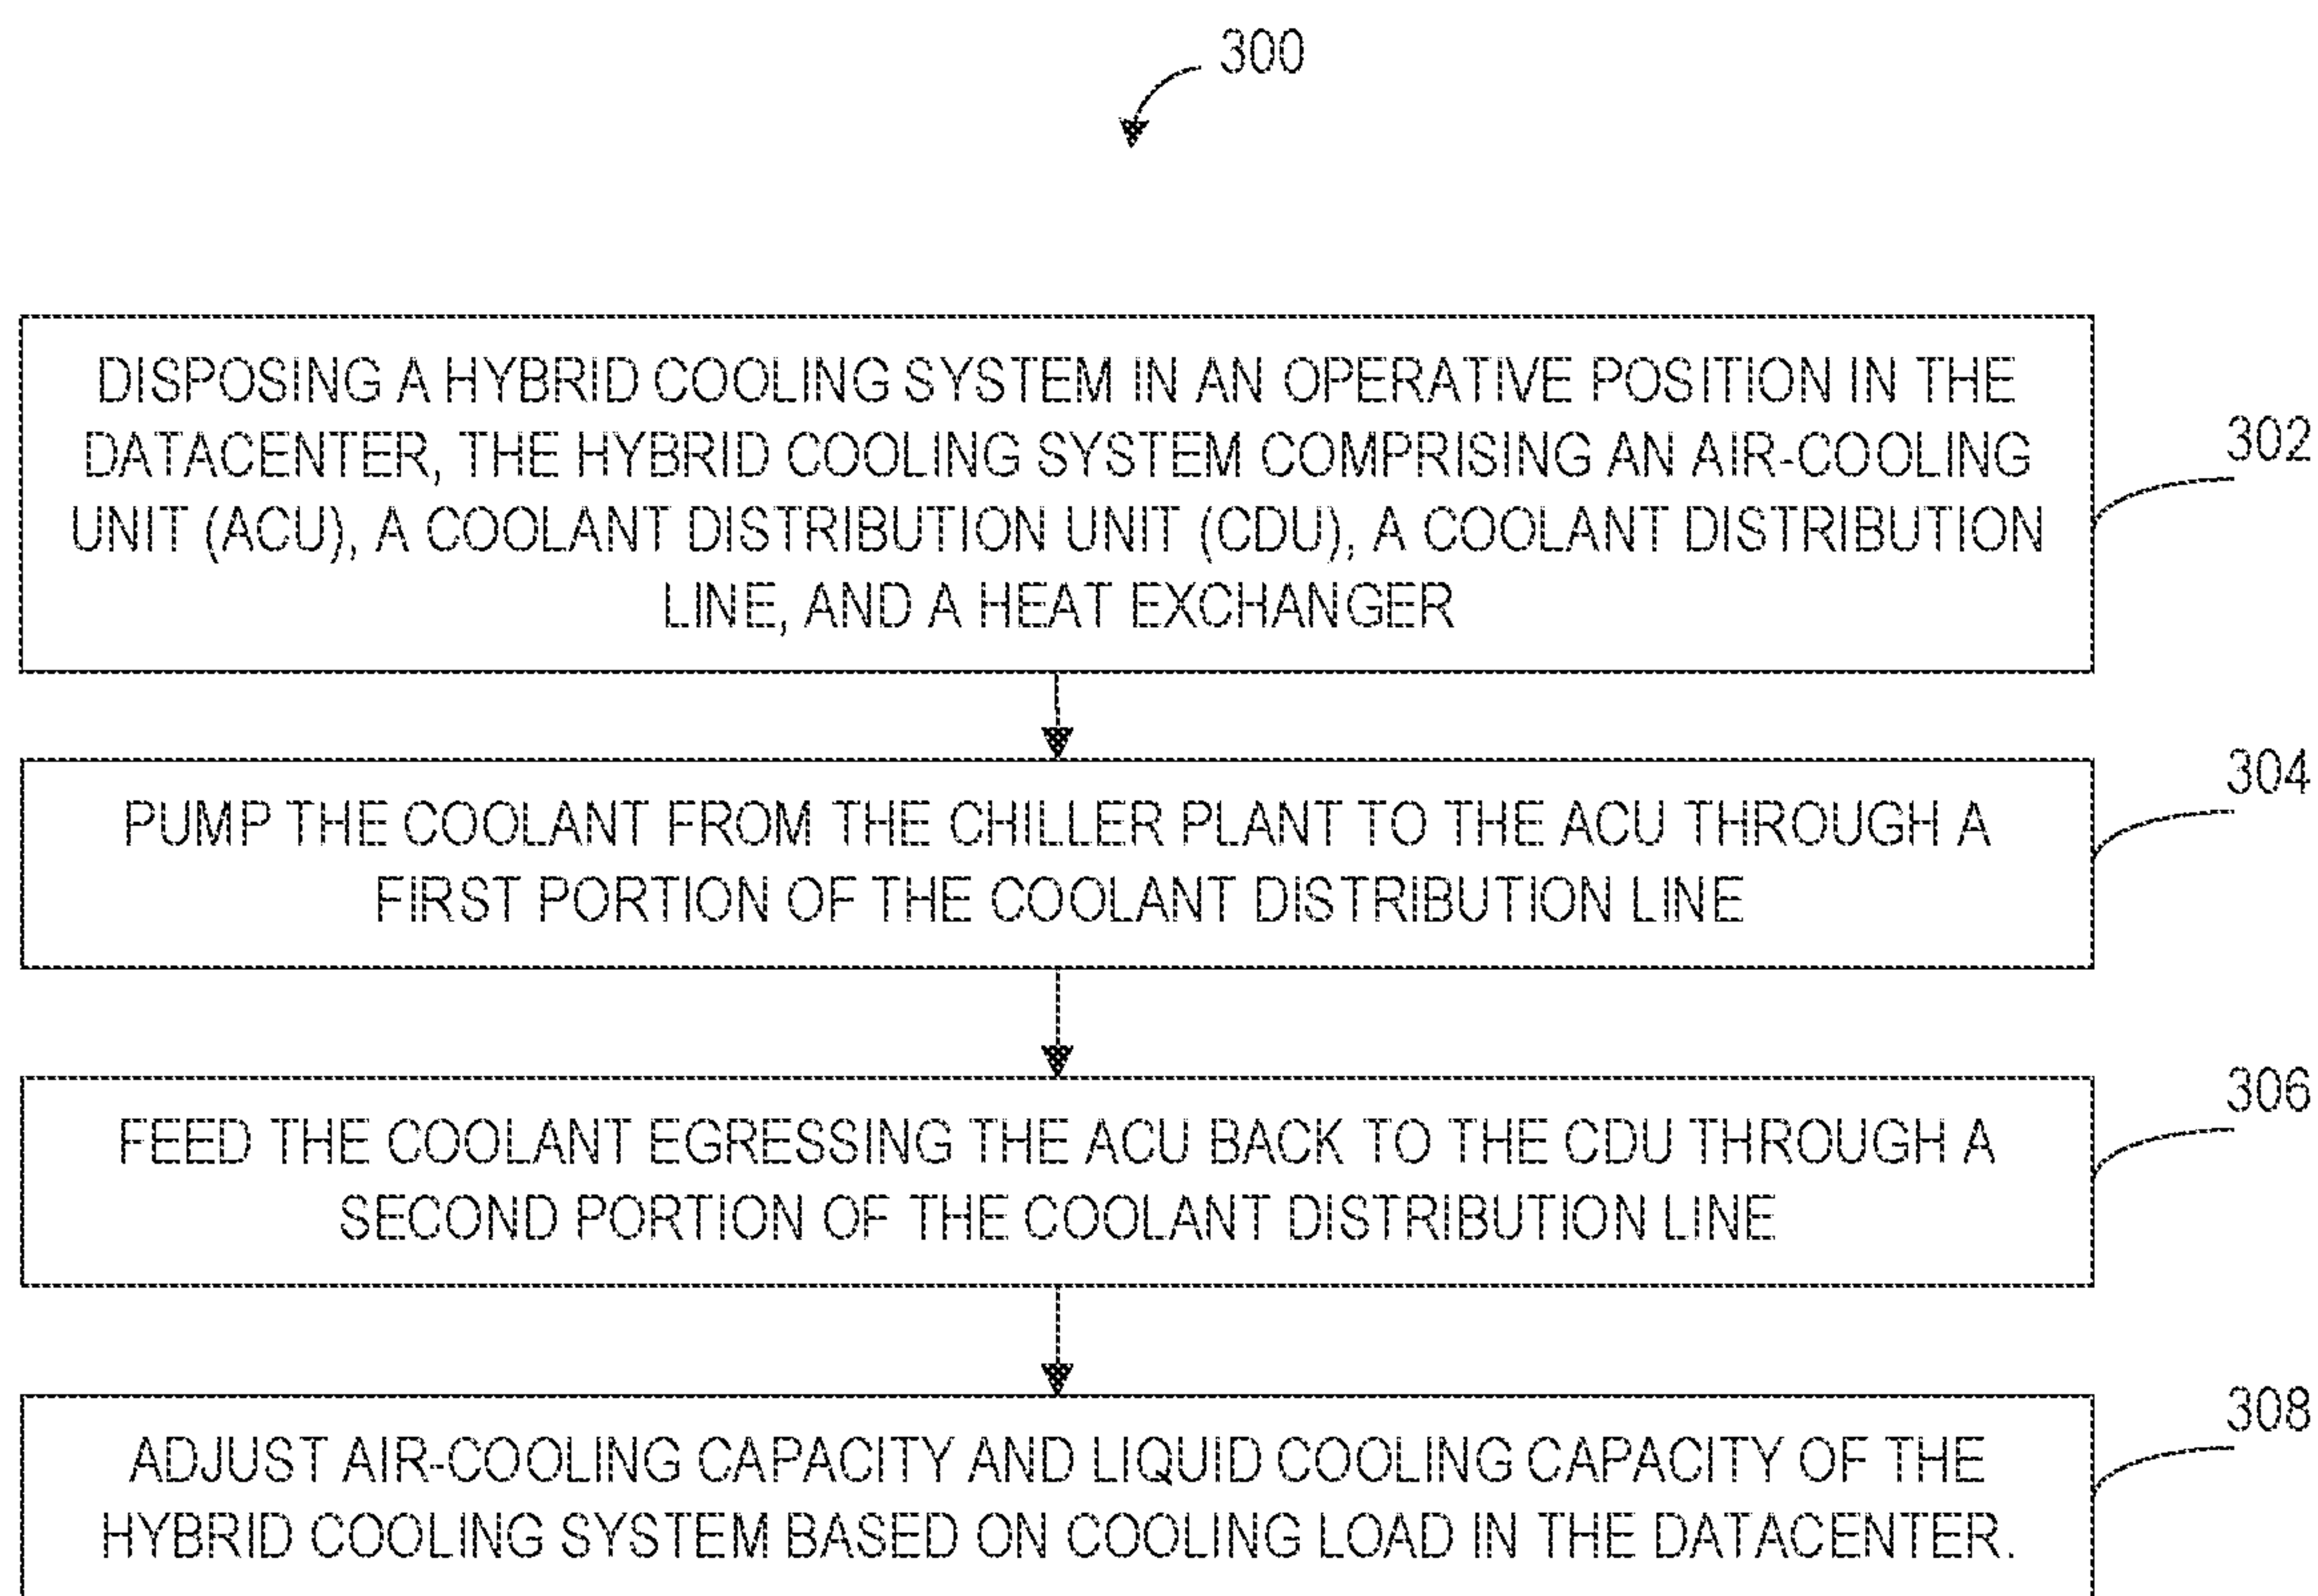 300
DISPOSING A HYBRID COOLING SYSTEM IN AN OPERATIVE POSITION IN THE
DATACENTER, THE HYBRID COOLING SYSTEM COMPRISING AN AIR-COOLING
UNIT (ACU), A COOLANT DISTRIBUTION UNIT (CDU), A COOLANT DISTRIBUTION
LINE, AND A HEAT EXCHANGER
302
PUMP THE COOLANT FROM THE CHILLER PLANT TO THE ACU THROUGH A
FIRST PORTION OF THE COOLANT DISTRIBUTION LINE
304
FEED THE COOLANT EGRESSING THE ACU BACK TO THE CDU THROUGH A
SECOND PORTION OF THE COOLANT DISTRIBUTION LINE
306
ADJUST AIR-COOLING CAPACITY AND LIQUID COOLING CAPACITY OF THE
HYBRID COOLING SYSTEM BASED ON COOLING LOAD IN THE DATACENTER.
308